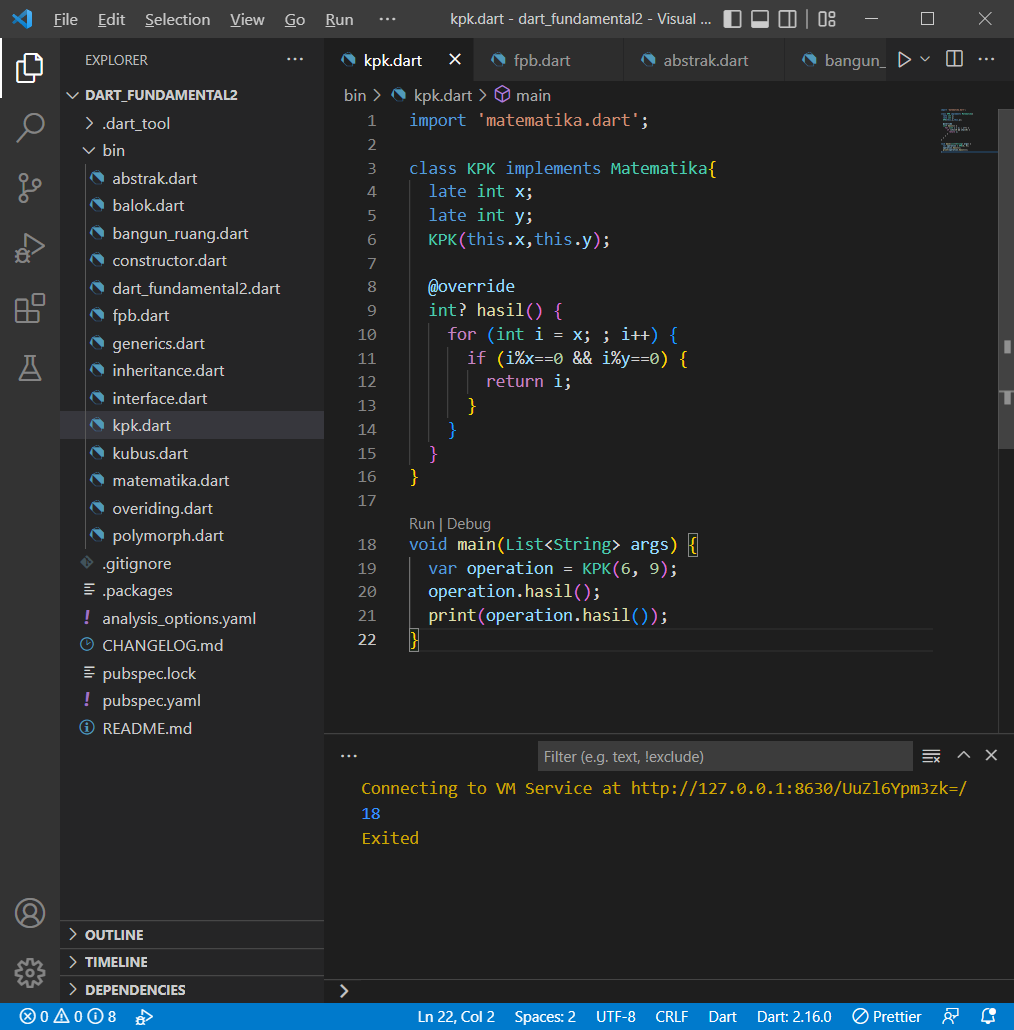 File Edit Selection View Go Run ··· kpk.dart - dart_fundamental2 - Visual ...
EXPLORER ···
DART_FUNDAMENTAL2
.dart_tool
bin
abstrak.dart
balok.dart
bangun_ruang.dart
constructor.dart
dart_fundamental2.dart
fpb.dart
generics.dart
inheritance.dart
interface.dart
kpk.dart
kubus.dart
matematika.dart
overiding.dart
polymorph.dart
.gitignore
.packages
analysis_options.yaml
CHANGELOG.md
pubspec.lock
pubspec.yaml
README.md
OUTLINE
TIMELINE
DEPENDENCIES
kpk.dart fpb.dart abstrak.dart bangun_
bin > kpk.dart > main
1 import 'matematika.dart';
2
3 class KPK implements Matematika{
4 late int x;
5 late int y;
6 KPK(this.x,this.y);
7
8 @override
9 int? hasil() {
10 for (int i = x; ; i++) {
11 if (i%x==0 && i%y==0) {
12 return i;
13 }
14 }
15 }
16 }
17
Run | Debug
18 void main(List<String> args) {
19 var operation = KPK(6, 9);
20 operation.hasil();
21 print(operation.hasil());
22 }
··· Filter (e.g. text, !exclude)
Connecting to VM Service at http://127.0.0.1:8630/UuZl6Ypm3zk=/
18
Exited
>
0 0 8 Ln 22, Col 2 Spaces: 2 UTF-8 CRLF Dart Dart: 2.16.0 Prettier